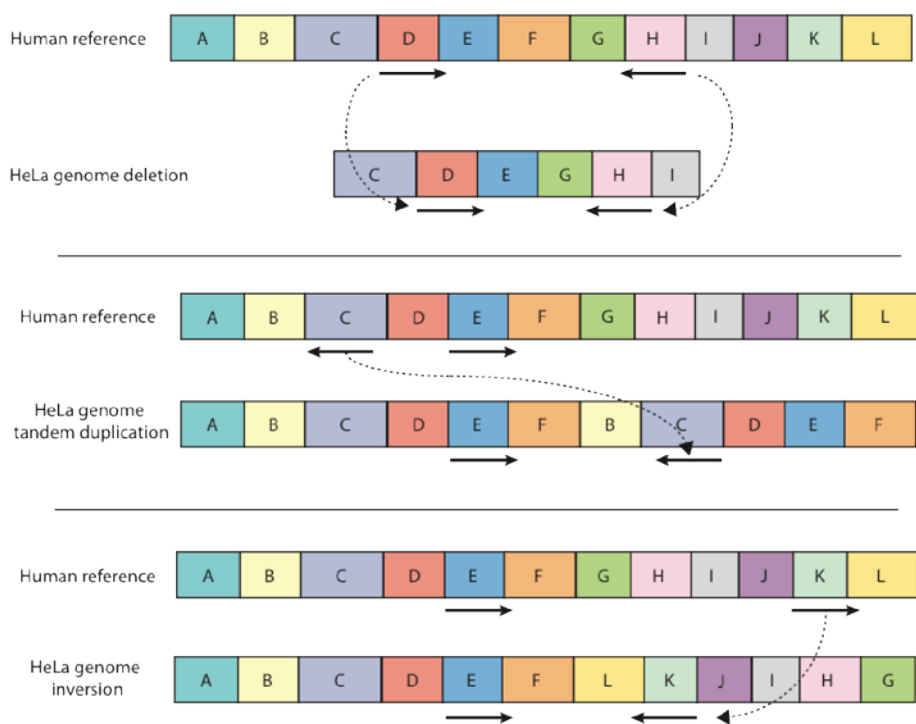 Human reference A B C D E F G H I J K L
HeLa genome deletion C D E G H I
Human reference A B C D E F G H I J K L
HeLa genome
tandem duplication A B C D E F B C D E F
Human reference A B C D E F G H I J K L
HeLa genome
inversion A B C D E F L K J I H G